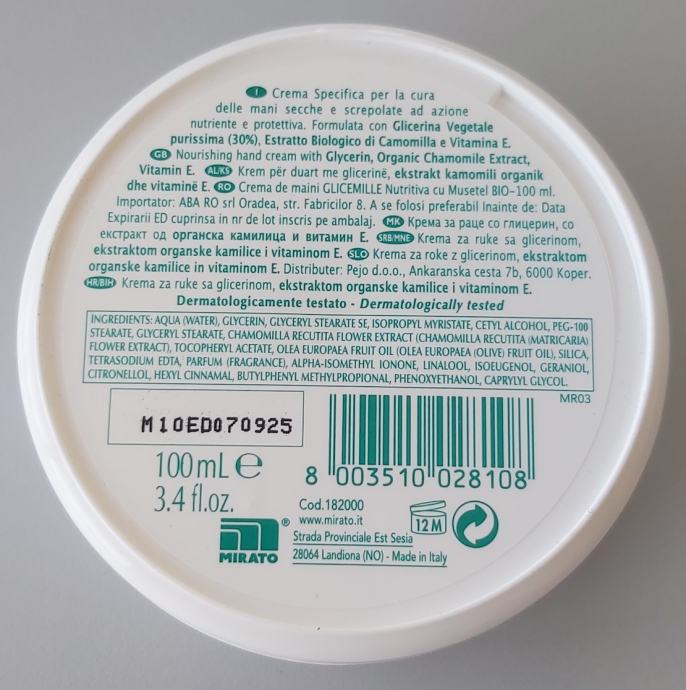 I Crema Specifica per la cura
delle mani secche e screpolate ad azione
nutriente e protettiva. Formulata con Glicerina Vegetale
purissima (30%), Estratto Biologico di Camomilla e Vitamina E.
GB Nourishing hand cream with Glycerin, Organic Chamomile Extract,
Vitamin E. AL/KS Krem për duart me glicerinë, ekstrakt kamomili organik
dhe vitaminë E. RO Crema de maini GLICEMILLE Nutritiva cu Musetel BIO-100 ml.
Importator: ABA RO srl Oradea, str. Fabricilor 8. A se folosi preferabil Inainte de: Data
Expirarii ED cuprinsa in nr de lot inscris pe ambalaj. MK Крема за раце со глицерин, со
екстракт од органска камилица и витамин Е. SRB/MNE Krema za ruke sa glicerinom,
ekstraktom organske kamilice i vitaminom E. SLO Krema za roke z glicerinom, ekstraktom
organske kamilice in vitaminom E. Distributer: Pejo d.o.o., Ankaranska cesta 7b, 6000 Koper.
HR/BIH Krema za ruke sa glicerinom, ekstraktom organske kamilice i vitaminom E.
Dermatologicamente testato - Dermatologically tested
INGREDIENTS: AQUA (WATER), GLYCERIN, GLYCERYL STEARATE SE, ISOPROPYL MYRISTATE, CETYL ALCOHOL, PEG-100
STEARATE, GLYCERYL STEARATE, CHAMOMILLA RECUTITA FLOWER EXTRACT (CHAMOMILLA RECUTITA (MATRICARIA)
FLOWER EXTRACT), TOCOPHERYL ACETATE, OLEA EUROPAEA FRUIT OIL (OLEA EUROPAEA (OLIVE) FRUIT OIL), SILICA,
TETRASODIUM EDTA, PARFUM (FRAGRANCE), ALPHA-ISOMETHYL IONONE, LINALOOL, ISOEUGENOL, GERANIOL,
CITRONELLOL, HEXYL CINNAMAL, BUTYLPHENYL METHYLPROPIONAL, PHENOXYETHANOL, CAPRYLYL GLYCOL.
MR03
M10ED070925
100 mL e
3.4 fl.oz.
8 003510 028108
Cod.182000
www.mirato.it
Strada Provinciale Est Sesia
28064 Landiona (NO) - Made in Italy
MIRATO®
12 M